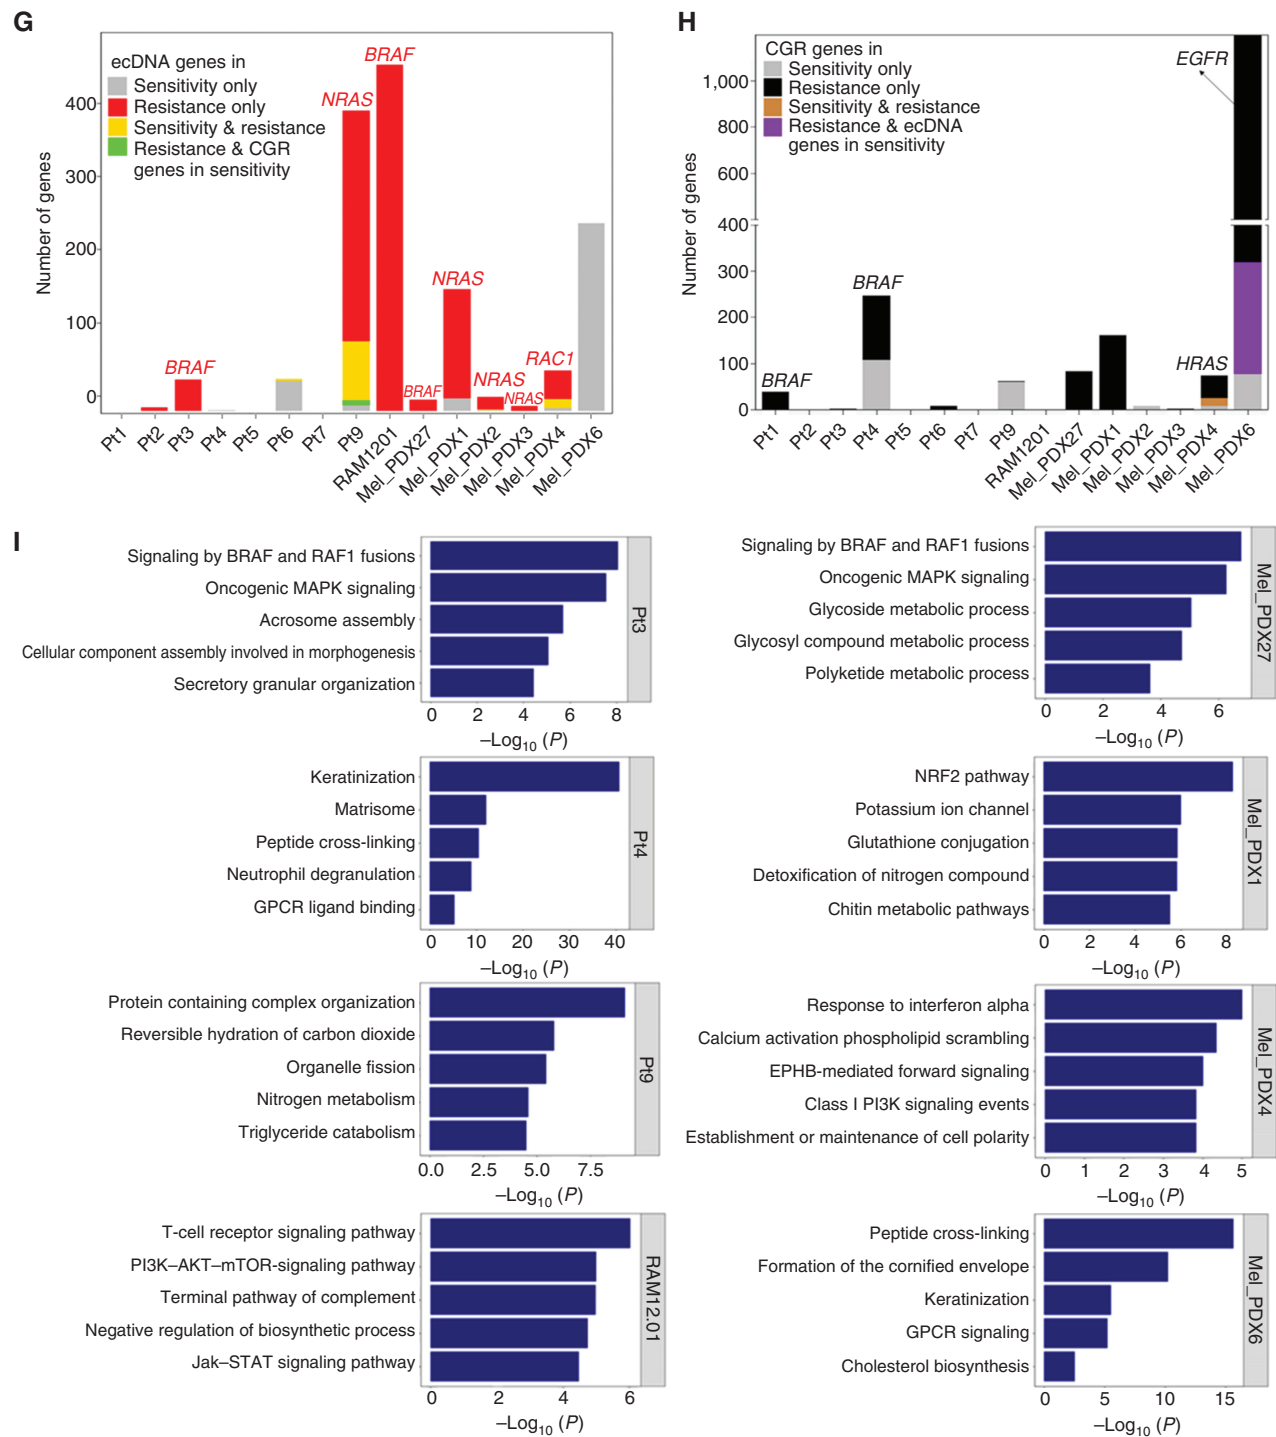 G
ecDNA genes in
Sensitivity only
Resistance only
Sensitivity & resistance
Resistance & CGR
genes in sensitivity
Number of genes
400
300
200
100
0
BRAF
NRAS
BRAF
BRAF
NRAS
NRAS
NRAS
RAC1
Pt1
Pt2
Pt3
Pt4
Pt5
Pt6
Pt7
Pt9
RAM1201
Mel_PDX27
Mel_PDX1
Mel_PDX2
Mel_PDX3
Mel_PDX4
Mel_PDX6
H
CGR genes in
Sensitivity only
Resistance only
Sensitivity & resistance
Resistance & ecDNA
genes in sensitivity
Number of genes
1,000
800
600
400
300
200
100
0
EGFR
BRAF
BRAF
HRAS
Pt1
Pt2
Pt3
Pt4
Pt5
Pt6
Pt7
Pt9
RAM1201
Mel_PDX27
Mel_PDX1
Mel_PDX2
Mel_PDX3
Mel_PDX4
Mel_PDX6
I
Signaling by BRAF and RAF1 fusions
Oncogenic MAPK signaling
Acrosome assembly
Cellular component assembly involved in morphogenesis
Secretory granular organization
Pt3
0 2 4 6 8
–Log10 (P)
Keratinization
Matrisome
Peptide cross-linking
Neutrophil degranulation
GPCR ligand binding
Pt4
0 10 20 30 40
–Log10 (P)
Protein containing complex organization
Reversible hydration of carbon dioxide
Organelle fission
Nitrogen metabolism
Triglyceride catabolism
Pt9
0.0 2.5 5.0 7.5
–Log10 (P)
T-cell receptor signaling pathway
PI3K–AKT–mTOR-signaling pathway
Terminal pathway of complement
Negative regulation of biosynthetic process
Jak–STAT signaling pathway
RAM12.01
0 2 4 6
–Log10 (P)
Signaling by BRAF and RAF1 fusions
Oncogenic MAPK signaling
Glycoside metabolic process
Glycosyl compound metabolic process
Polyketide metabolic process
Mel_PDX27
0 2 4 6
–Log10 (P)
NRF2 pathway
Potassium ion channel
Glutathione conjugation
Detoxification of nitrogen compound
Chitin metabolic pathways
Mel_PDX1
0 2 4 6 8
–Log10 (P)
Response to interferon alpha
Calcium activation phospholipid scrambling
EPHB-mediated forward signaling
Class I PI3K signaling events
Establishment or maintenance of cell polarity
Mel_PDX4
0 1 2 3 4 5
–Log10 (P)
Peptide cross-linking
Formation of the cornified envelope
Keratinization
GPCR signaling
Cholesterol biosynthesis
Mel_PDX6
0 5 10 15
–Log10 (P)